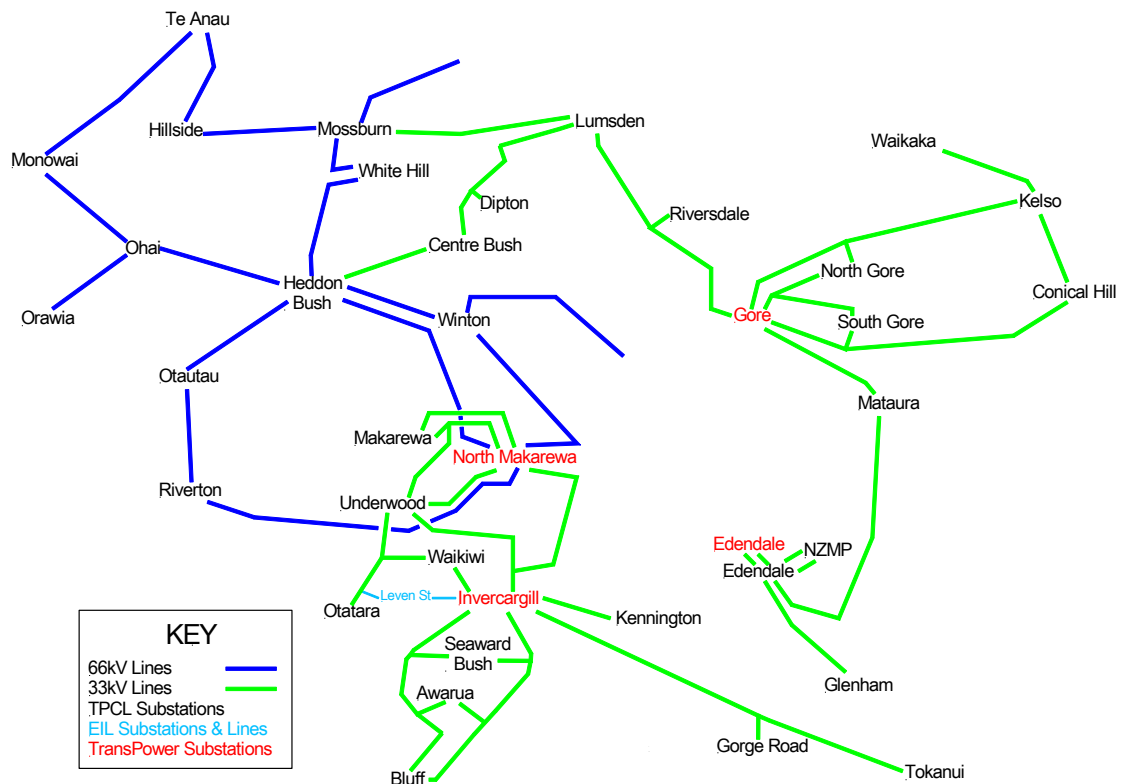 Te Anau
Hillside
Mossburn
Lumsden
Waikaka
Monowai
White Hill
Dipton
Riversdale
Kelso
Ohai
Centre Bush
North Gore
Heddon
Bush
Conical Hill
Orawia
Winton
Gore
South Gore
Otautau
Mataura
Makarewa
North Makarewa
Riverton
Underwood
Waikiwi
Edendale
NZMP
Edendale
Otatara
Leven St
Invercargill
Kennington
Seaward
Bush
Glenham
Awarua
Gorge Road
Bluff
Tokanui
KEY
66kV Lines
33kV Lines
TPCL Substations
EIL Substations & Lines
TransPower Substations